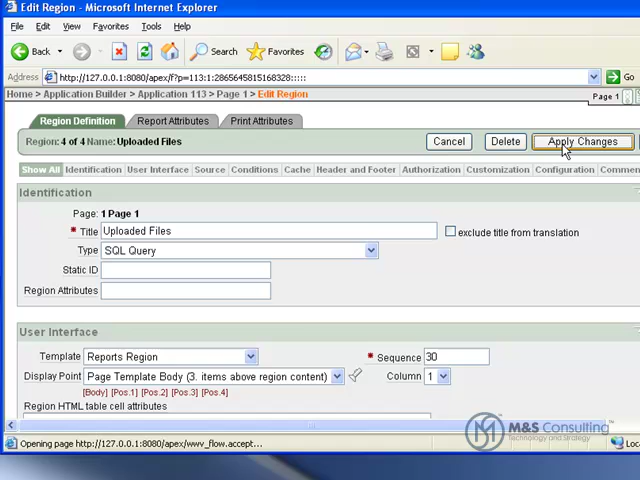 Edit Region - Microsoft Internet Explorer
File Edit View Favorites Tools Help
Back Search Favorites
Address http://127.0.0.1:8080/apex/f?p=113:1:2865645815168328::::: Go
Home > Application Builder > Application 113 > Page 1 > Edit Region Page 1
Region Definition Report Attributes Print Attributes
Region: 4 of 4 Name: Uploaded Files Cancel Delete Apply Changes
Show All Identification User Interface Source Conditions Cache Header and Footer Authorization Customization Configuration Commen
Identification
Page: 1 Page 1
* Title Uploaded Files exclude title from translation
Type SQL Query
Static ID
Region Attributes
User Interface
Template Reports Region * Sequence 30
Display Point Page Template Body (3. items above region content) Column 1
[Body] [Pos.1] [Pos.2] [Pos.3] [Pos.4]
Region HTML table cell attributes
M&S Consulting
Technology and Strategy
Opening page http://127.0.0.1:8080/apex/wwv_flow.accept... Loc